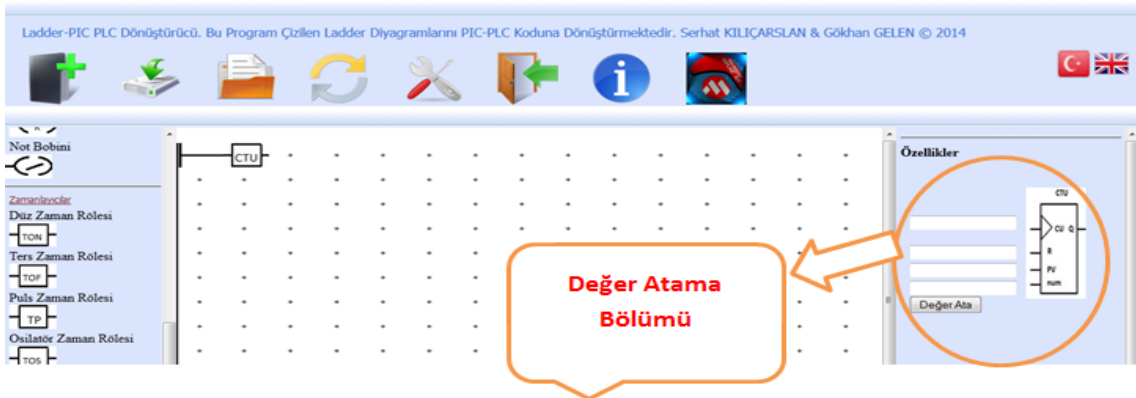 Ladder-PIC PLC Dönüştürücü. Bu Program Çizilen Ladder Diyagramlarını PIC-PLC Koduna Dönüştürmektedir. Serhat KILIÇARSLAN & Gökhan GELEN © 2014
Not Bobini
Zamanlayıcılar
Düz Zaman Rölesi
TON
Ters Zaman Rölesi
TOF
Puls Zaman Rölesi
TP
Osilatör Zaman Rölesi
TOS
CTU
Değer Atama
Bölümü
Özellikler
CTU
CU Q
R
PV
num
Değer Ata